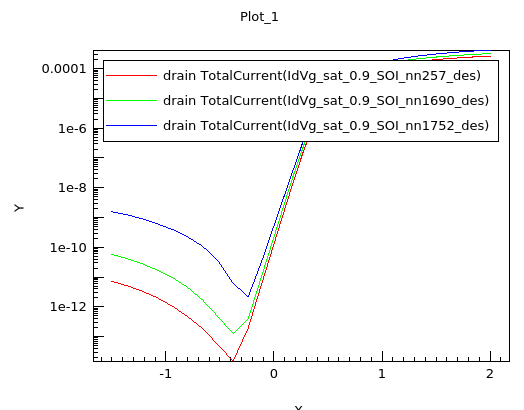 Plot_1
0.0001
drain TotalCurrent(IdVg_sat_0.9_SOI_nn257_des)
drain TotalCurrent(IdVg_sat_0.9_SOI_nn1690_des)
drain TotalCurrent(IdVg_sat_0.9_SOI_nn1752_des)
1e-6
1e-8
Y
1e-10
1e-12
-1
0
1
2
X